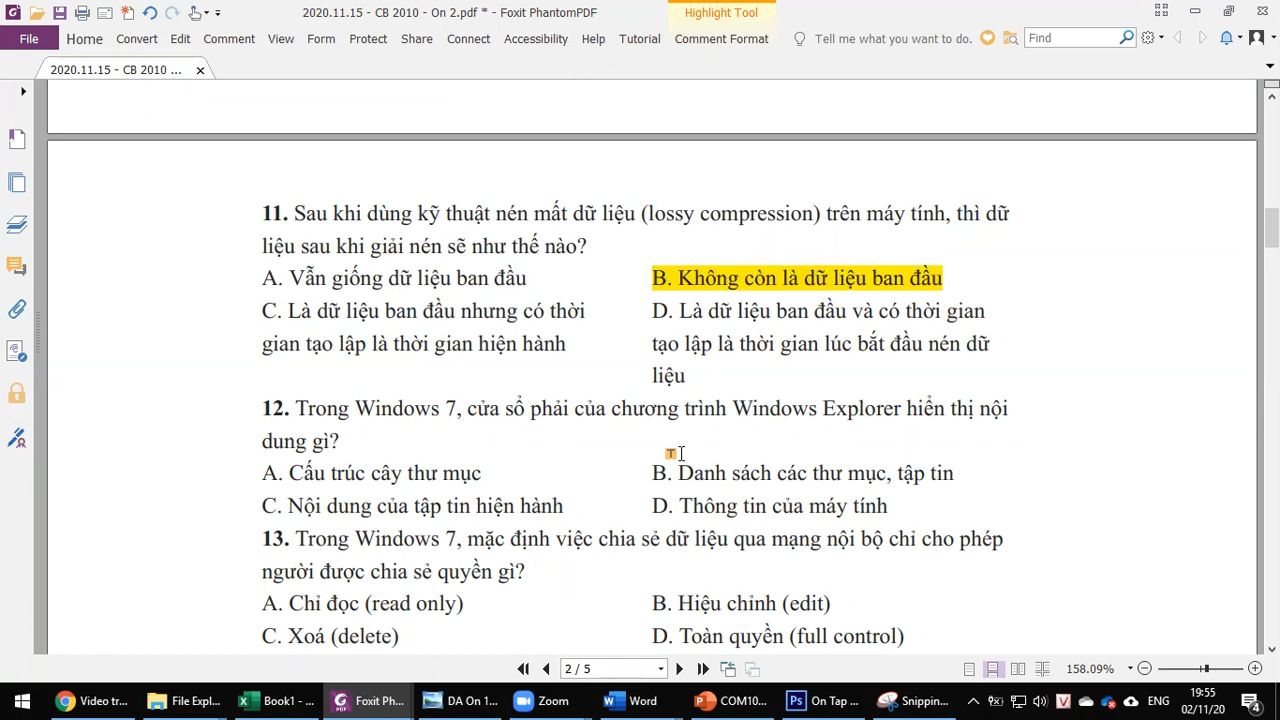 2020.11.15 - CB 2010 - On 2.pdf * - Foxit PhantomPDF
Highlight Tool
File Home Convert Edit Comment View Form Protect Share Connect Accessibility Help Tutorial Comment Format Tell me what you want to do. Find
2020.11.15 - CB 2010 ...
11. Sau khi dùng kỹ thuật nén mất dữ liệu (lossy compression) trên máy tính, thì dữ
liệu sau khi giải nén sẽ như thế nào?
A. Vẫn giống dữ liệu ban đầu
B. Không còn là dữ liệu ban đầu
C. Là dữ liệu ban đầu nhưng có thời
gian tạo lập là thời gian hiện hành
D. Là dữ liệu ban đầu và có thời gian
tạo lập là thời gian lúc bắt đầu nén dữ
liệu
12. Trong Windows 7, cửa sổ phải của chương trình Windows Explorer hiển thị nội
dung gì?
A. Cấu trúc cây thư mục
B. Danh sách các thư mục, tập tin
C. Nội dung của tập tin hiện hành
D. Thông tin của máy tính
13. Trong Windows 7, mặc định việc chia sẻ dữ liệu qua mạng nội bộ chỉ cho phép
người được chia sẻ quyền gì?
A. Chỉ đọc (read only)
B. Hiệu chỉnh (edit)
C. Xoá (delete)
D. Toàn quyền (full control)
2 / 5
158.09%
Video tr... File Expl... Book1 - ... Foxit Ph... DA On 1... Zoom Word COM10... On Tap ... Snippin... ENG
19:55
02/11/20
4